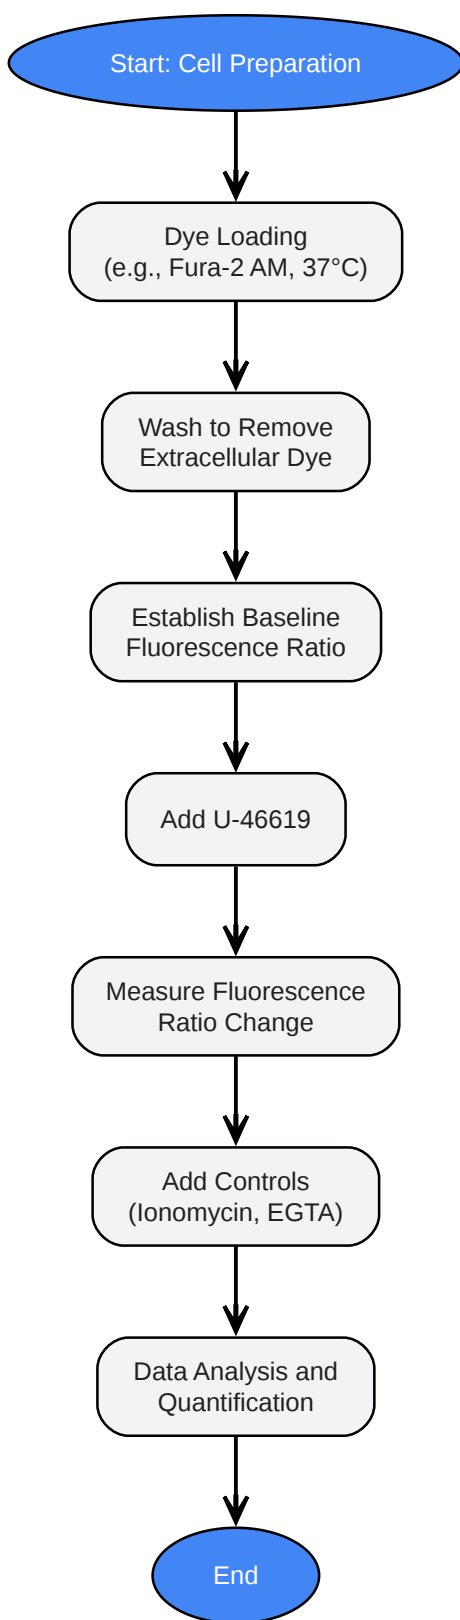 Start: Cell Preparation
Dye Loading
(e.g., Fura-2 AM, 37°C)
Wash to Remove
Extracellular Dye
Establish Baseline
Fluorescence Ratio
Add U-46619
Measure Fluorescence
Ratio Change
Add Controls
(Ionomycin, EGTA)
Data Analysis and
Quantification
End